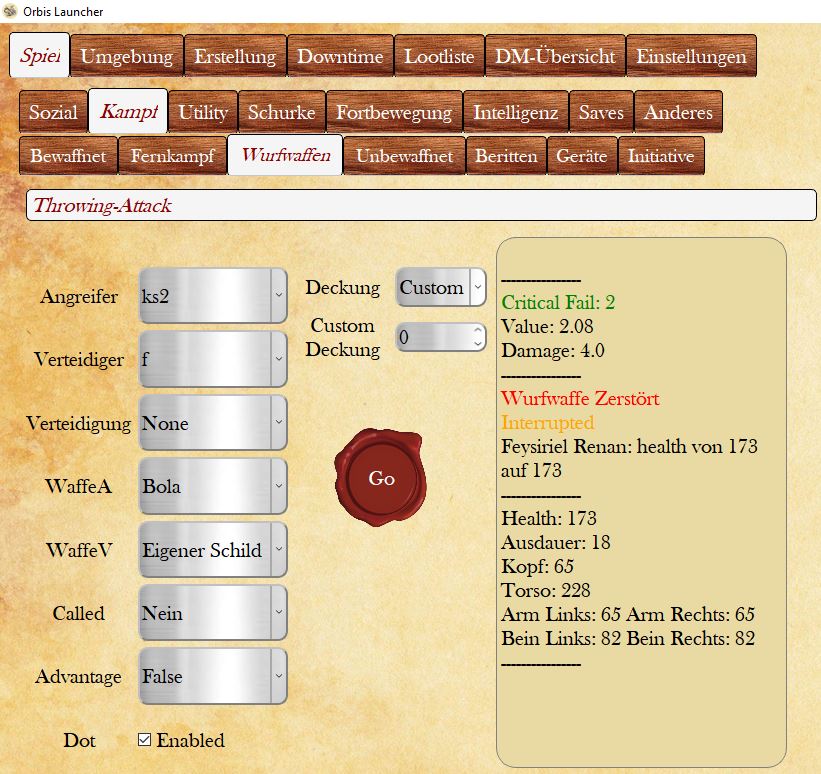 Orbis Launcher
Spiel Umgebung Erstellung Downtime Lootliste DM-Übersicht Einstellungen
Sozial Kampf Utility Schurke Fortbewegung Intelligenz Saves Anderes
Bewaffnet Fernkampf Wurfwaffen Unbewaffnet Beritten Geräte Initiative
Throwing-Attack
Angreifer ks2
Verteidiger f
Verteidigung None
WaffeA Bola
WaffeV Eigener Schild
Called Nein
Advantage False
Dot Enabled
Deckung Custom
Custom
Deckung 0
Go
----------------
Critical Fail: 2
Value: 2.08
Damage: 4.0
----------------
Wurfwaffe Zerstört
Interrupted
Feysiriel Renan: health von 173
auf 173
----------------
Health: 173
Ausdauer: 18
Kopf: 65
Torso: 228
Arm Links: 65 Arm Rechts: 65
Bein Links: 82 Bein Rechts: 82
----------------